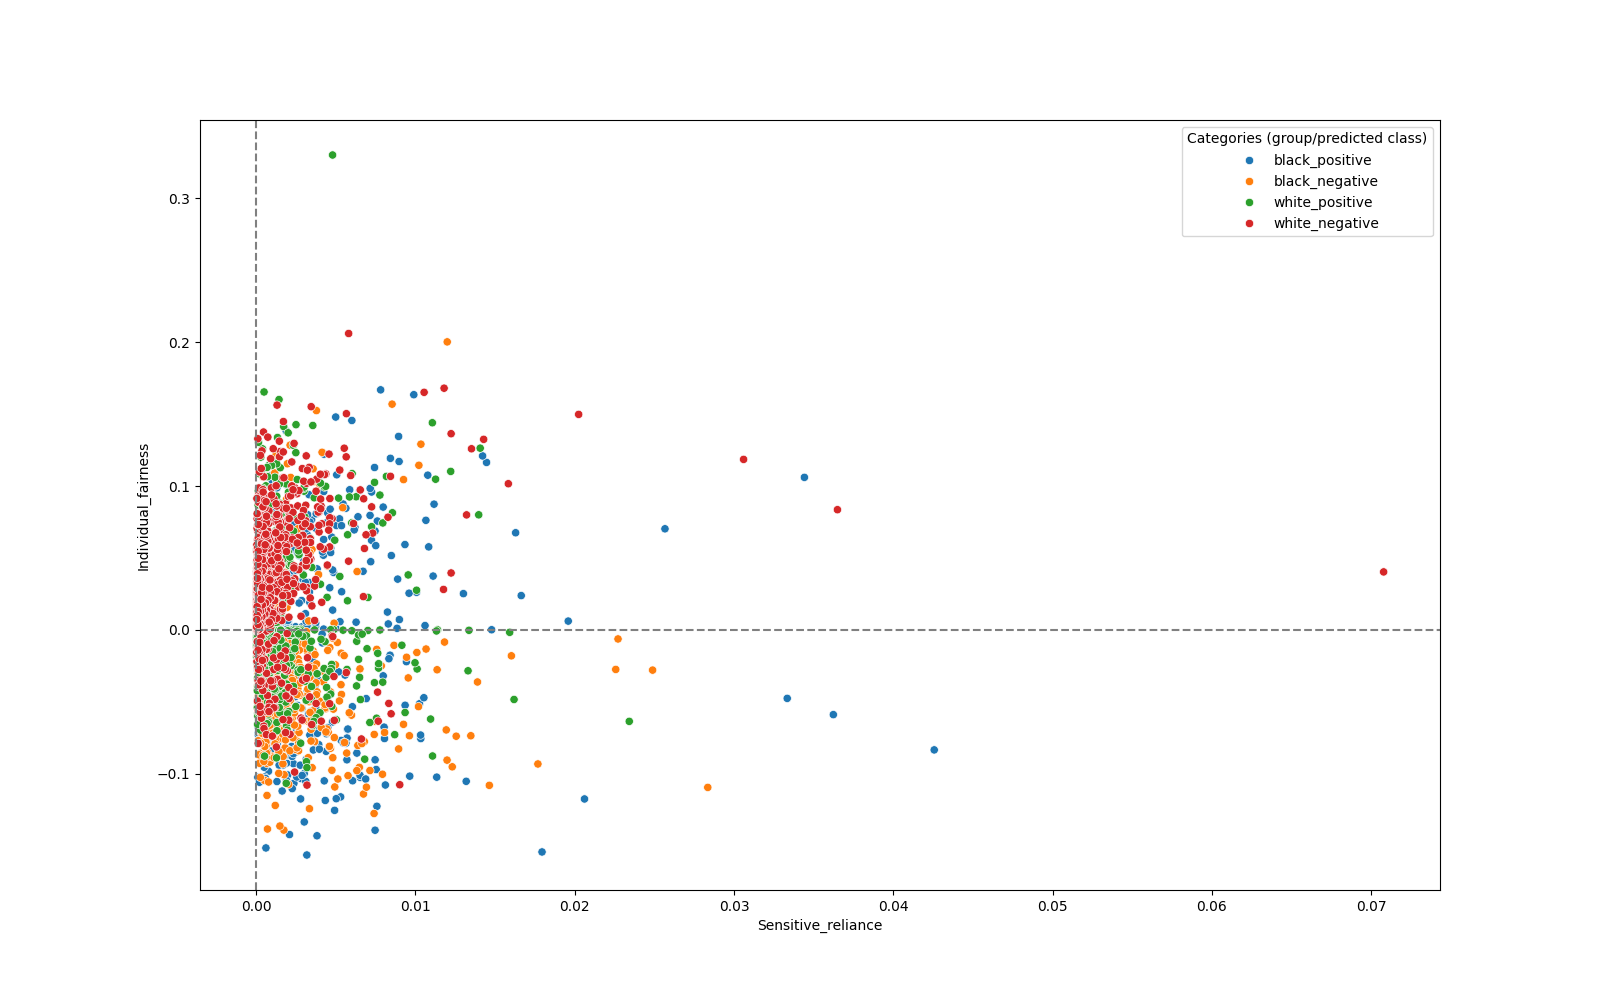 Categories (group/predicted class)
black_positive
black_negative
white_positive
white_negative
0.3
0.2
0.1
0.0
−0.1
Individual_fairness
0.00 0.01 0.02 0.03 0.04 0.05 0.06 0.07
Sensitive_reliance